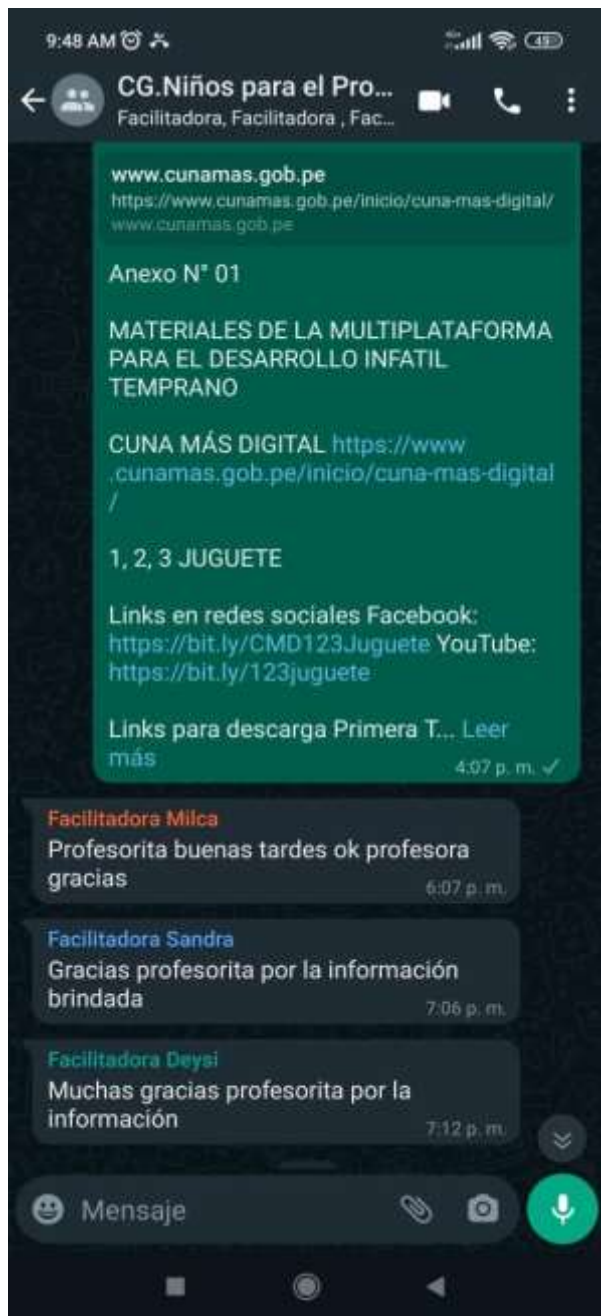 9:48 AM
CG.Niños para el Pro...
Facilitadora, Facilitadora , Fac...
www.cunamas.gob.pe
https://www.cunamas.gob.pe/inicio/cuna-mas-digital/
www.cunamas.gob.pe
Anexo N° 01
MATERIALES DE LA MULTIPLATAFORMA
PARA EL DESARROLLO INFATIL
TEMPRANO
CUNA MÁS DIGITAL https://www
.cunamas.gob.pe/inicio/cuna-mas-digital
/
1, 2, 3 JUGUETE
Links en redes sociales Facebook:
https://bit.ly/CMD123Juguete YouTube:
https://bit.ly/123juguete
Links para descarga Primera T... Leer
más
4:07 p. m.
Facilitadora Milca
Profesorita buenas tardes ok profesora
gracias
6:07 p. m.
Facilitadora Sandra
Gracias profesorita por la información
brindada
7:06 p. m.
Facilitadora Deysi
Muchas gracias profesorita por la
información
7:12 p. m.
Mensaje